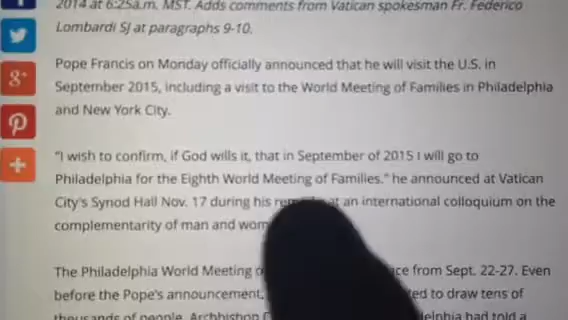 2014 at 6:25a.m. MST. Adds comments from Vatican spokesman Fr. Federico
Lombardi SJ at paragraphs 9-10.
Pope Francis on Monday officially announced that he will visit the U.S. in
September 2015, including a visit to the World Meeting of Families in Philadelphia
and New York City.
"I wish to confirm, if God wills it, that in September of 2015 I will go to
Philadelphia for the Eighth World Meeting of Families." he announced at Vatican
City's Synod Hall Nov. 17 during his at an international colloquium on the
complementarity of man and
The Philadelphia World Meeting from Sept. 22-27. Even
before the Pope's announcement, to draw tens of
thousands of people. Archbishop had told a